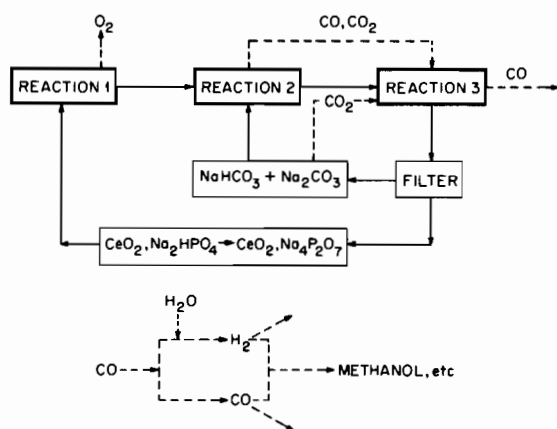 O2
CO, CO2
REACTION 1
REACTION 2
REACTION 3
CO
CO2
NaHCO3 + Na2CO3
FILTER
CeO2, Na2HPO4→CeO2, Na4P2O7
H2O
H2
CO
METHANOL, etc
CO